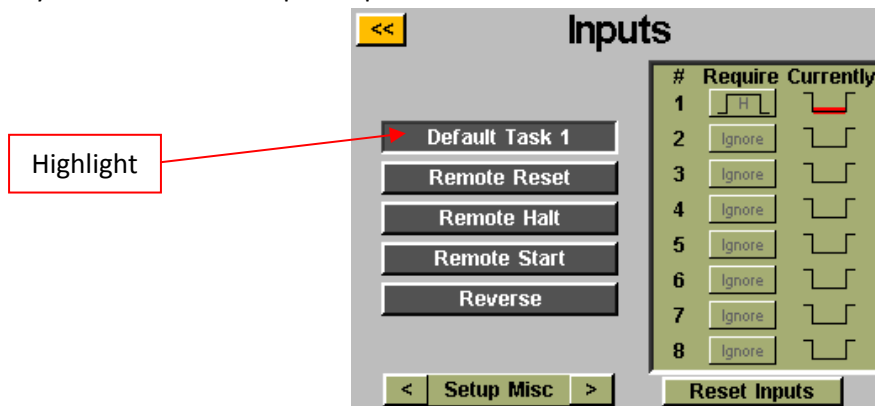 << Inputs
# Require Currently
1 H
Default Task 1
2 Ignore
Highlight
Remote Reset
3 Ignore
Remote Halt
4 Ignore
Remote Start
5 Ignore
Reverse
6 Ignore
7 Ignore
8 Ignore
< Setup Misc >
Reset Inputs